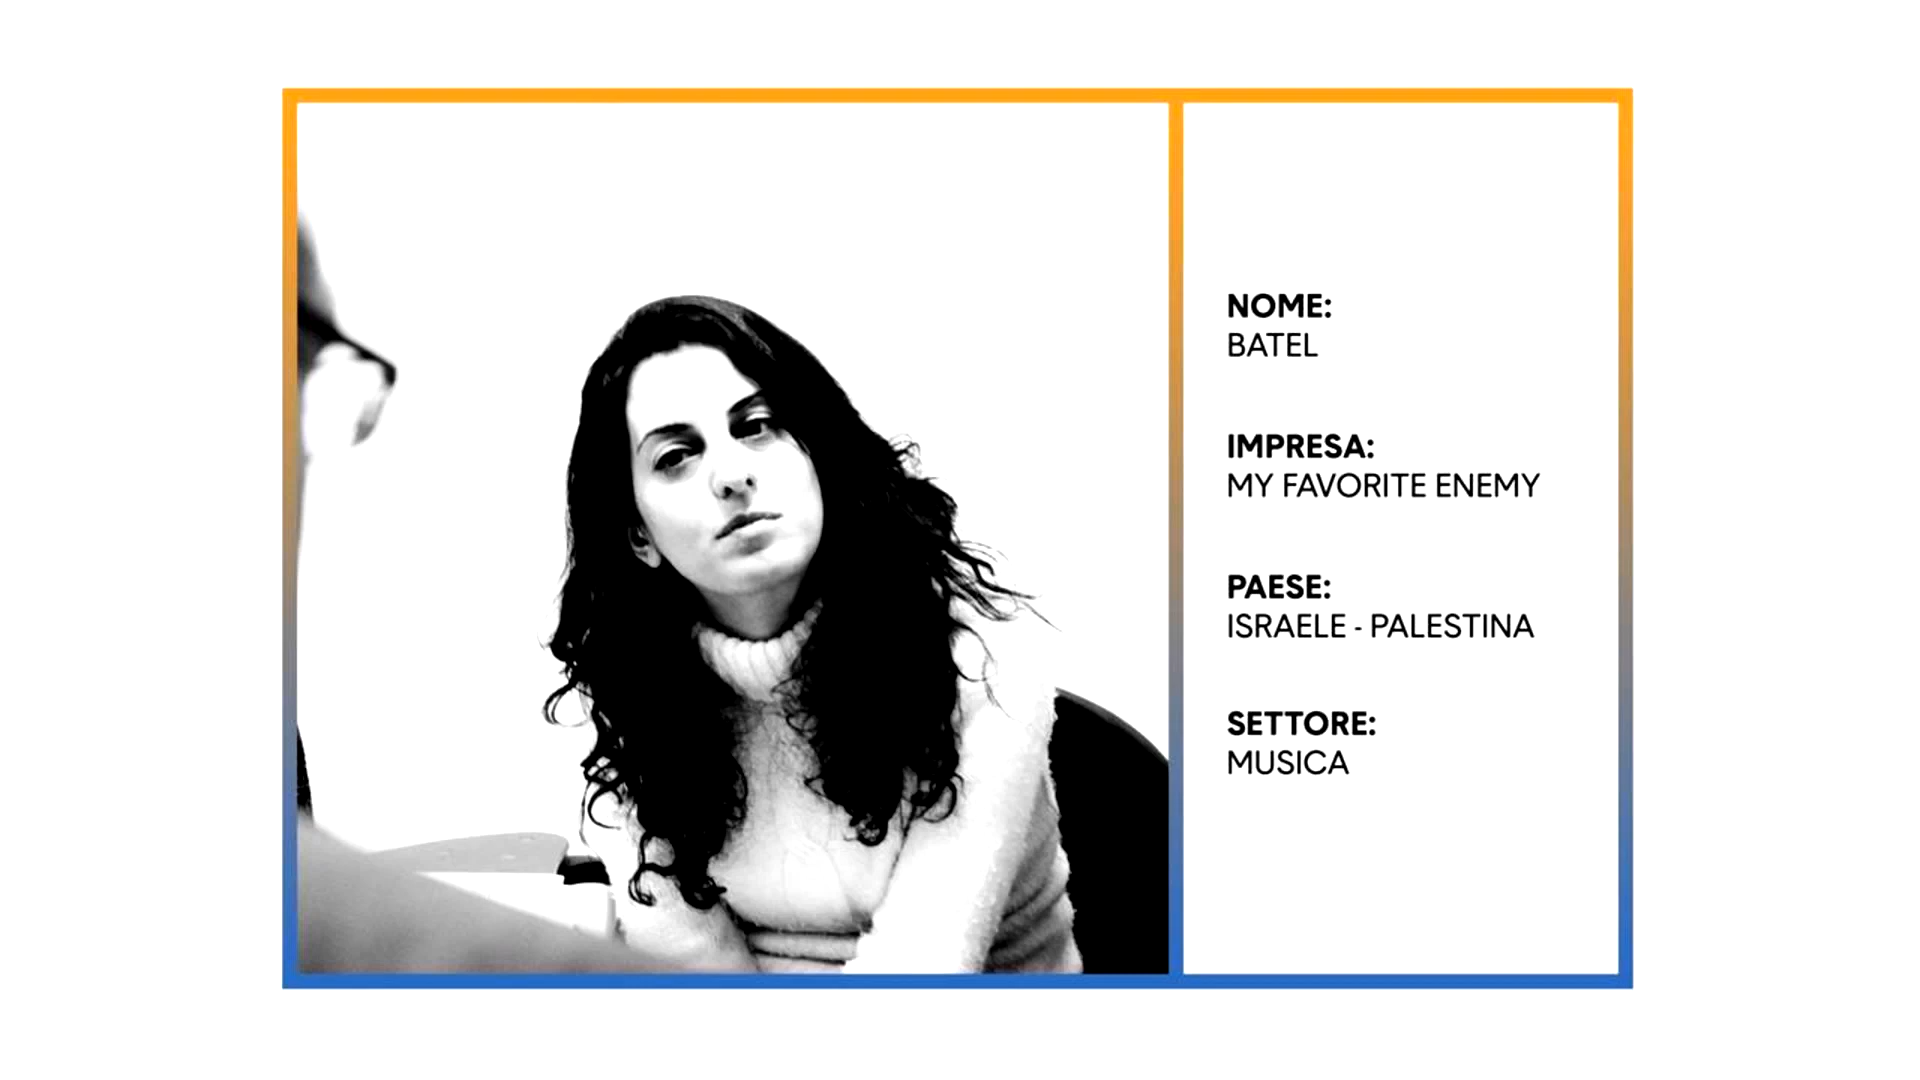 NOME:
BATEL
IMPRESA:
MY FAVORITE ENEMY
PAESE:
ISRAELE - PALESTINA
SETTORE:
MUSICA